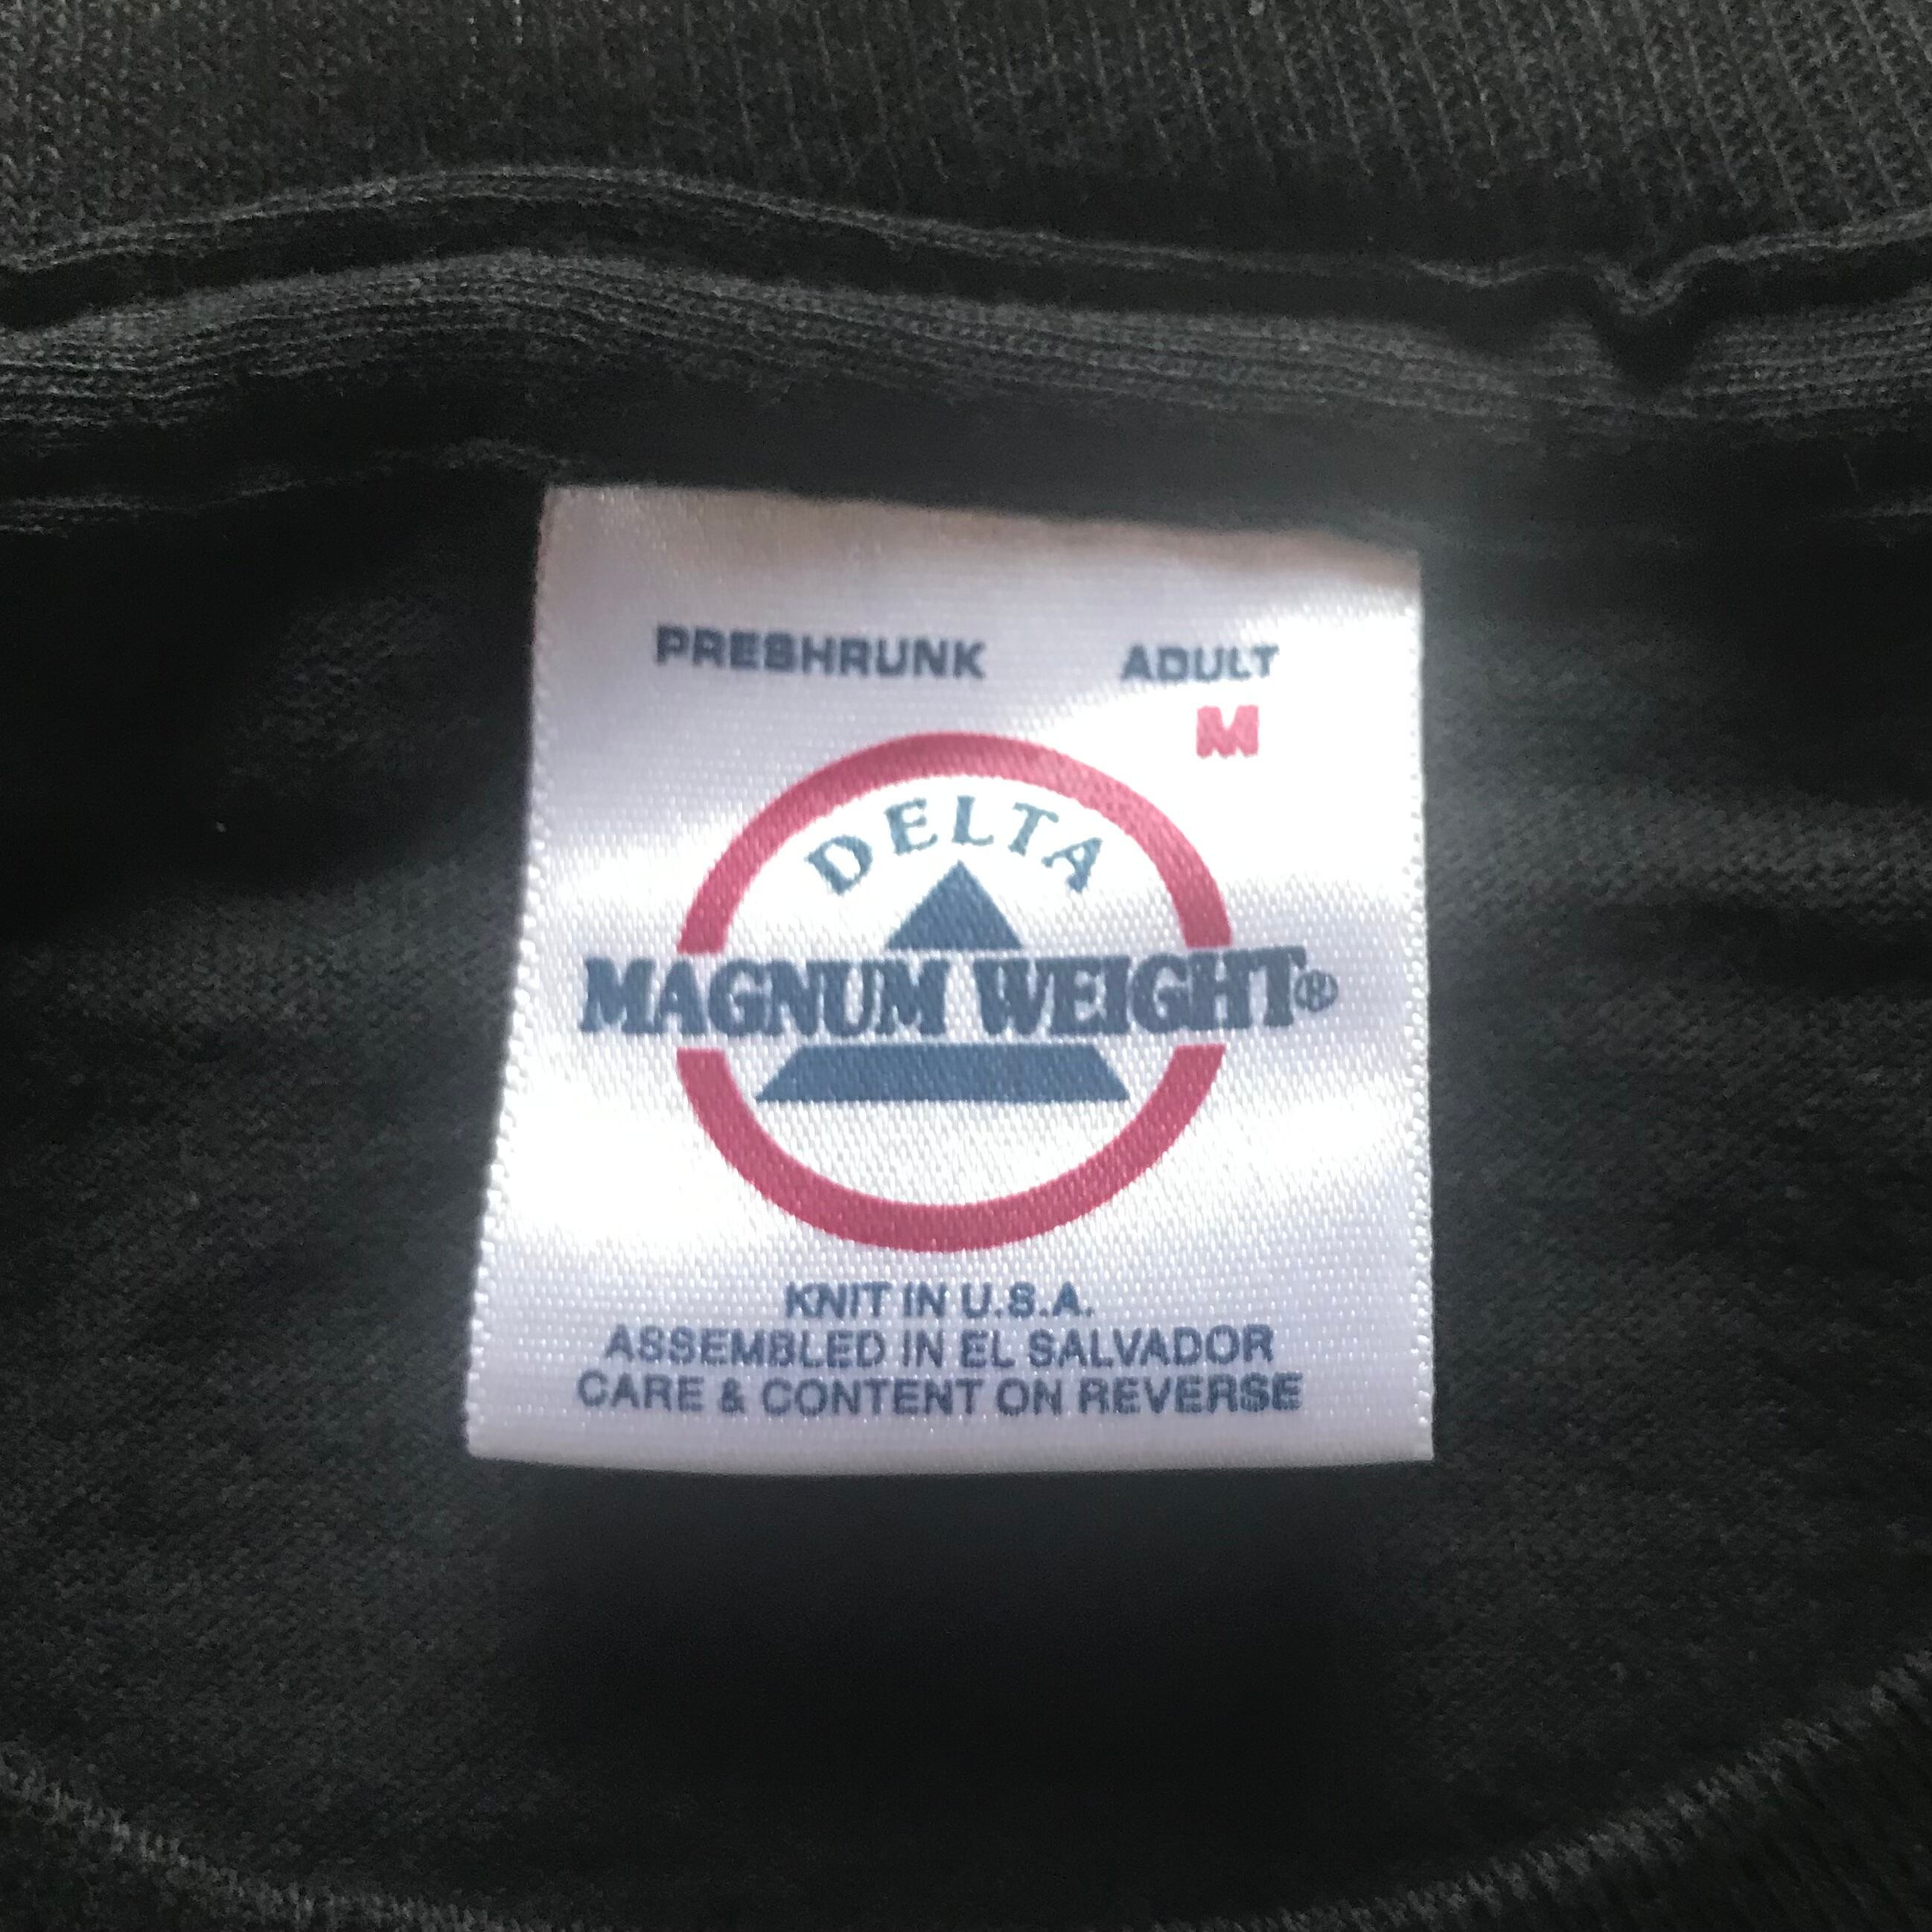 PRESHRUNK ADULT
M
DELTA
MAGNUM WEIGHT®
KNIT IN U.S.A.
ASSEMBLED IN EL SALVADOR
CARE & CONTENT ON REVERSE